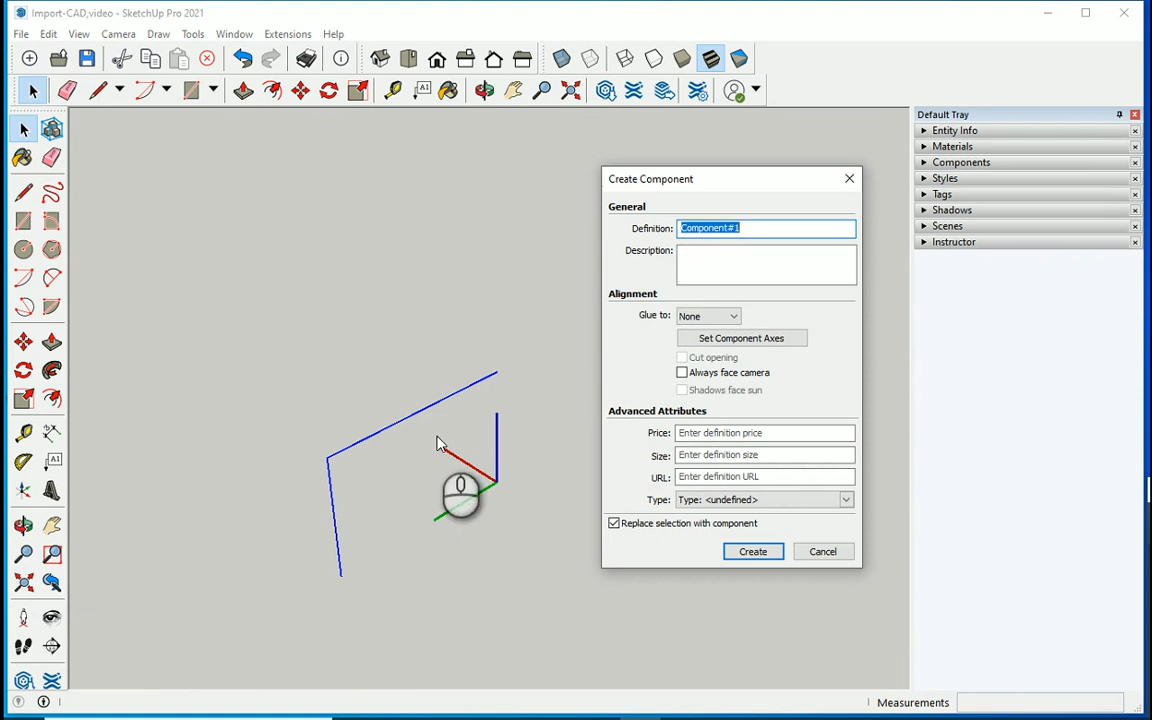 Import-CAD,video - SketchUp Pro 2021
File Edit View Camera Draw Tools Window Extensions Help
A1
Default Tray
Entity Info
Materials
Components
Styles
Tags
Shadows
Scenes
Instructor
Create Component
General
Definition: Component#1
Description:
Alignment
Glue to: None
Set Component Axes
Cut opening
Always face camera
Shadows face sun
Advanced Attributes
Price: Enter definition price
Size: Enter definition size
URL: Enter definition URL
Type: Type: <undefined>
Replace selection with component
Create Cancel
A1
Measurements